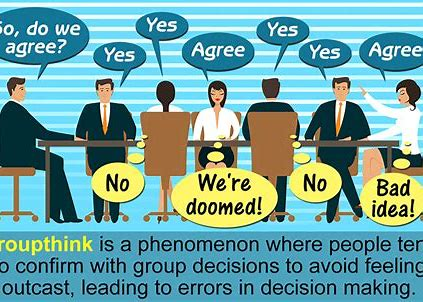 So, do we
agree?
Yes
Yes
Agree
Yes
Yes
Agree
No
We're
doomed!
No
Bad
idea!
roupthink is a phenomenon where people ten
o confirm with group decisions to avoid feeling
outcast, leading to errors in decision making.